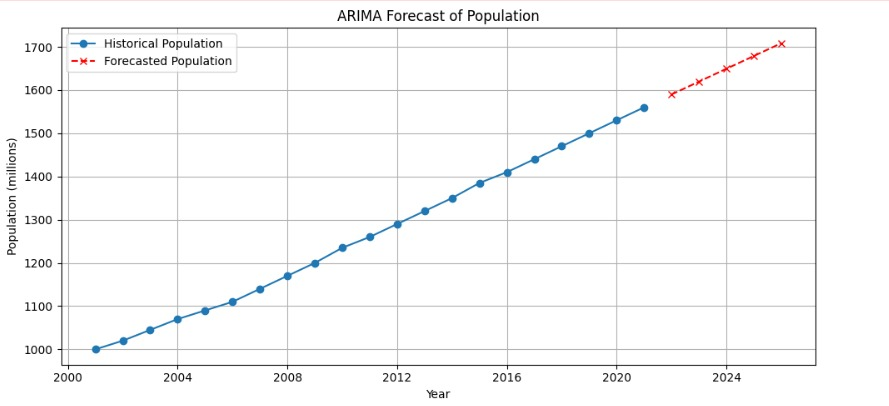 ARIMA Forecast of Population
Historical Population
Forecasted Population
Population (millions)
1700
1600
1500
1400
1300
1200
1100
1000
2000 2004 2008 2012 2016 2020 2024
Year